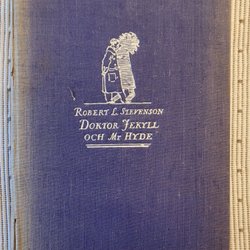 ROBERT L. STEVENSON
DOKTOR JEKYLL
OCH Mr HYDE